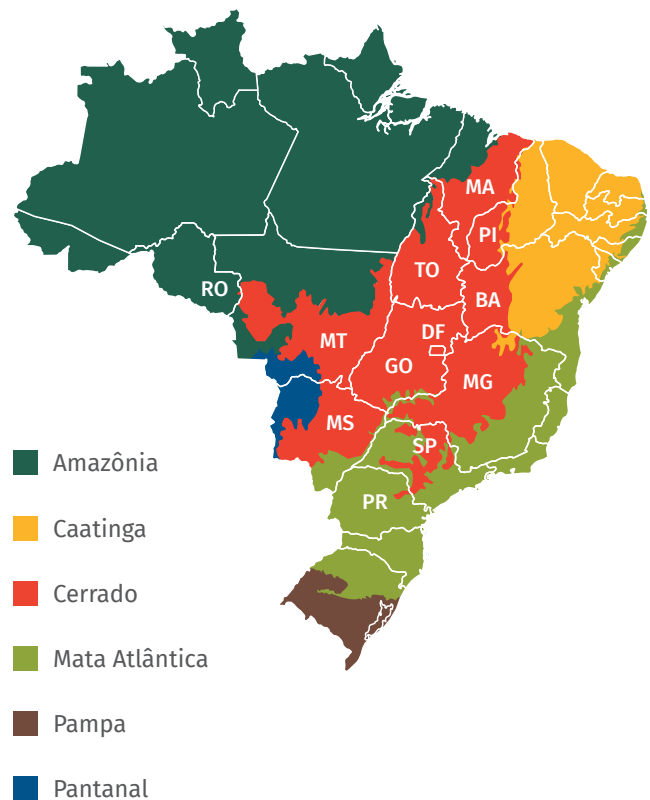 MA
PI
TO
RO
BA
DF
MT
GO
MG
MS
SP
PR
Amazônia
Caatinga
Cerrado
Mata Atlântica
Pampa
Pantanal